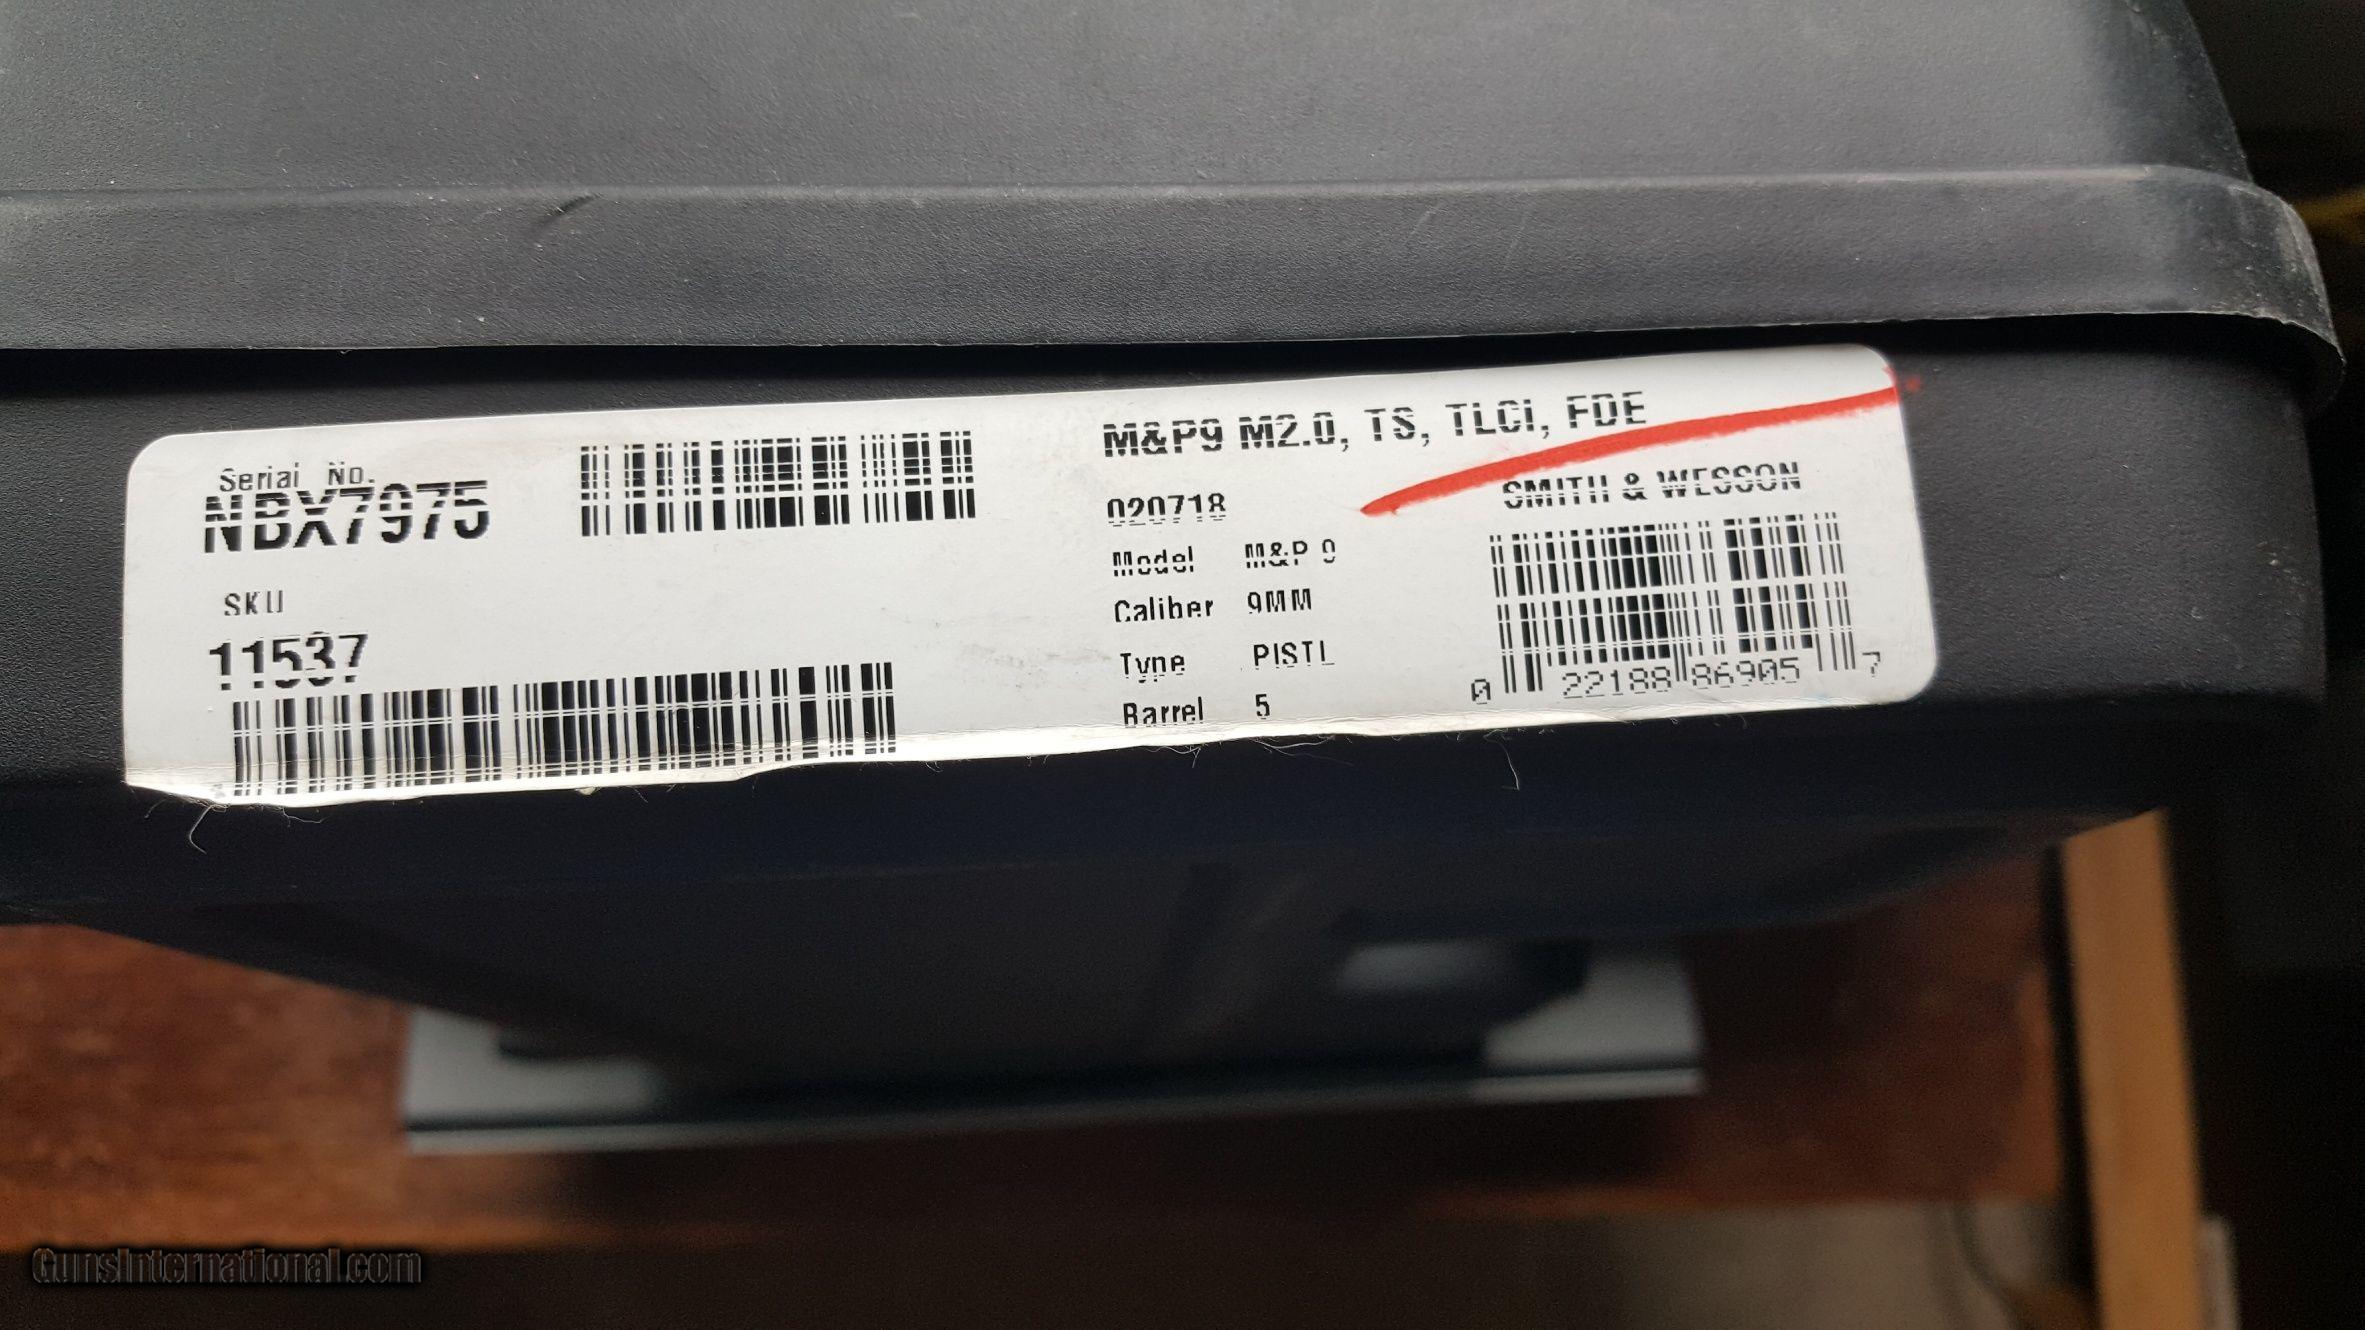 Serial No.
NBX7975
SKU
11537
M&P9 M2.0, TS, TLCi, FDE
020718
Model M&P 9
Caliber 9MM
Type PISTL
Barrel 5
SMITH & WESSON
0 22188 86905 7
GunsInternational.com